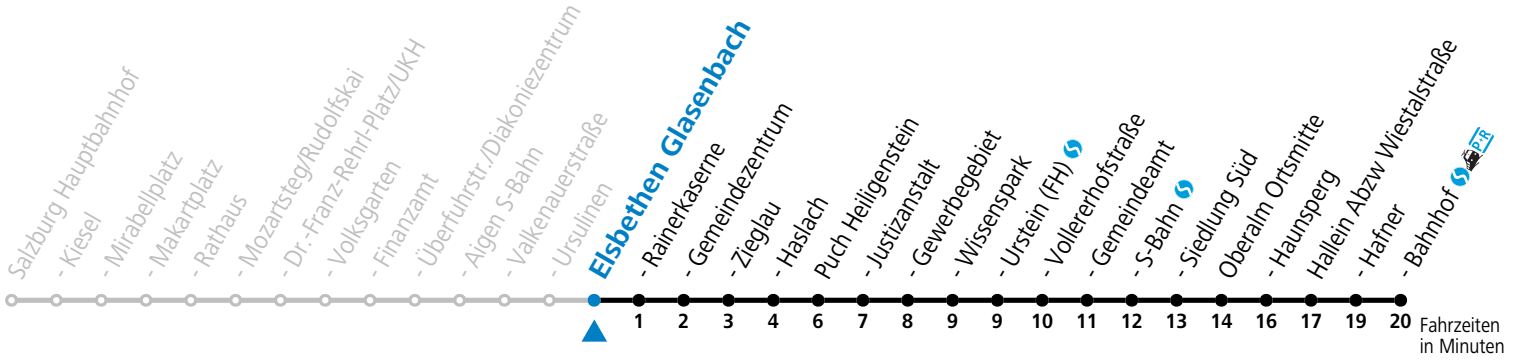 Salzburg Hauptbahnhof
- Kiesel
- Mirabellplatz
- Makartplatz
- Rathaus
- Mozartsteg/Rudolfskai
- Dr.-Franz-Rehrl-Platz/UKH
- Volksgarten
- Finanzamt
- Überfuhrstr./Diakoniezentrum
- Aigen S-Bahn
- Valkenauerstraße
- Ursulinen
Elsbethen Glasenbach
- Rainerkaserne
- Gemeindezentrum
- Zieglau
- Haslach
Puch Heiligenstein
- Justizanstalt
- Gewerbegebiet
- Wissenspark
- Urstein (FH)
- Vollererhofstraße
- Gemeindeamt
- S-Bahn
- Siedlung Süd
Oberalm Ortsmitte
- Haunsperg
Hallein Abzw Wiestalstraße
- Hafner
- Bahnhof P+R
1 2 3 4 6 7 8 9 9 10 11 12 13 14 16 17 19 20 Fahrzeiten
in Minuten